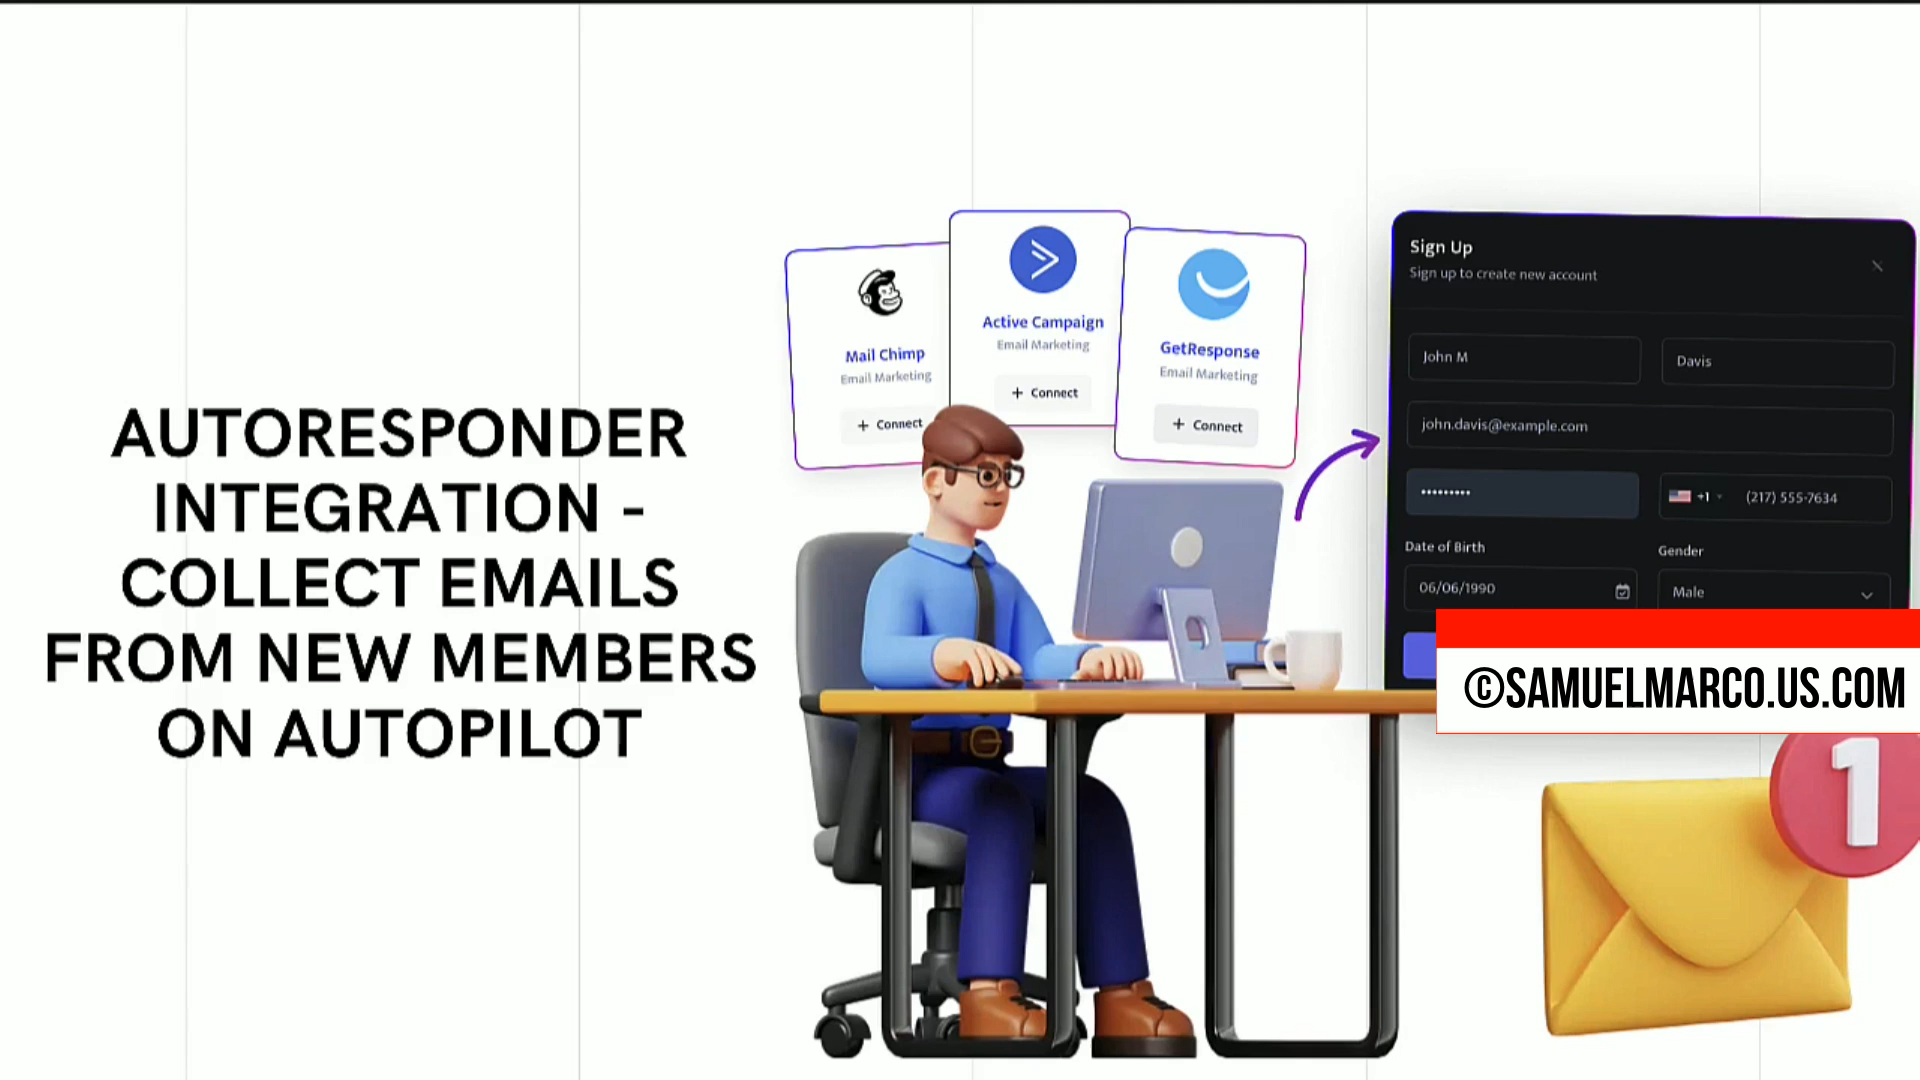 AUTORESPONDER
INTEGRATION -
COLLECT EMAILS
FROM NEW MEMBERS
ON AUTOPILOT
Mail Chimp
Email Marketing
+ Connect
Active Campaign
Email Marketing
+ Connect
GetResponse
Email Marketing
+ Connect
Sign Up
Sign up to create new account
John M
Davis
john.davis@example.com
•••••••••
+1
(217) 555-7634
Date of Birth
Gender
06/06/1990
Male
©SAMUELMARCO.US.COM
1